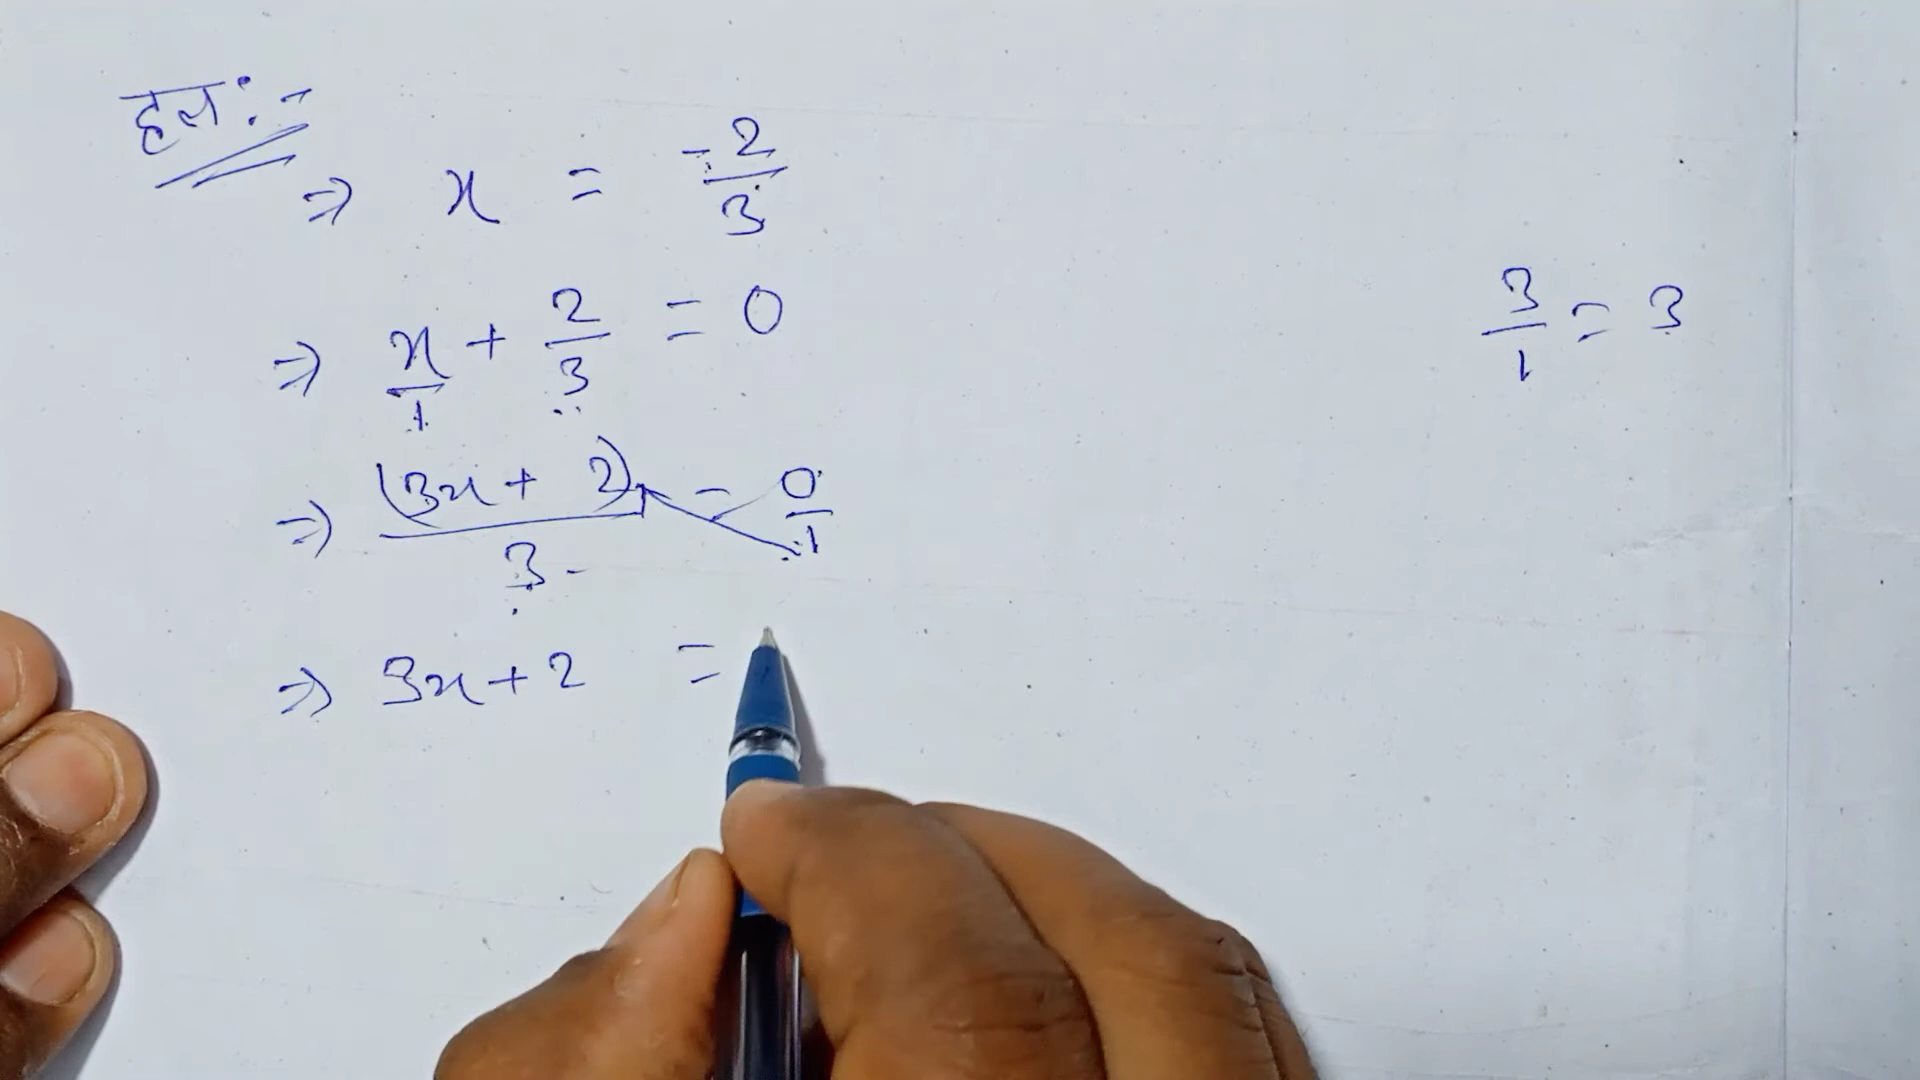 हल :-
⇒ x = -2/3
⇒ x/1 + 2/3 = 0
3/1 = 3
⇒ (3x + 2)/3 = 0/1
⇒ 3x + 2 =